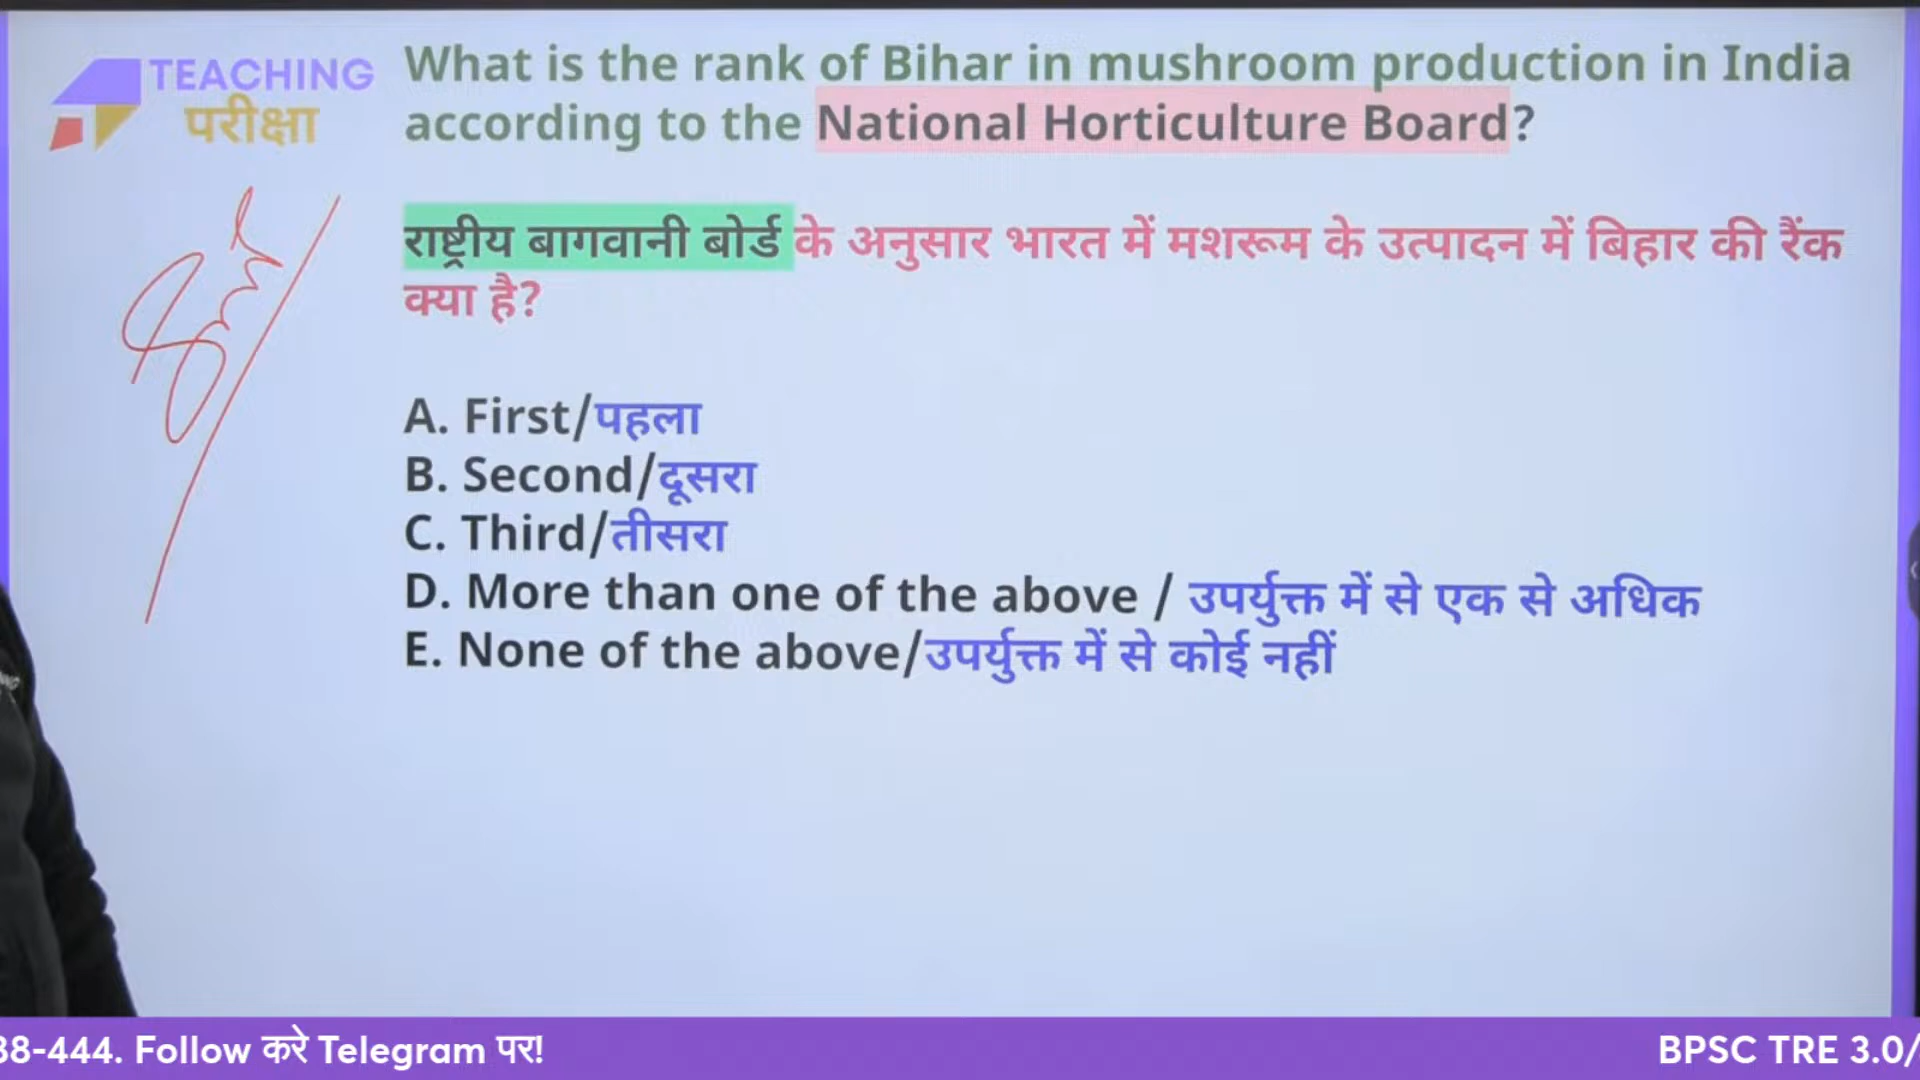 TEACHING
परीक्षा
What is the rank of Bihar in mushroom production in India
according to the National Horticulture Board?
राष्ट्रीय बागवानी बोर्ड के अनुसार भारत में मशरूम के उत्पादन में बिहार की रैंक
क्या है?
A. First/पहला
B. Second/दूसरा
C. Third/तीसरा
D. More than one of the above / उपर्युक्त में से एक से अधिक
E. None of the above/उपर्युक्त में से कोई नहीं
38-444. Follow करे Telegram पर!
BPSC TRE 3.0/